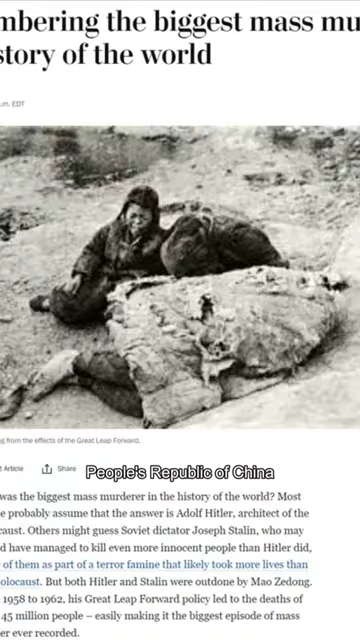 mbering the biggest mass mu
story of the world
.m. EDT
g from the effects of the Great Leap Forward.
t Article
Share
People's Republic of China
was the biggest mass murderer in the history of the world? Most
e probably assume that the answer is Adolf Hitler, architect of the
caust. Others might guess Soviet dictator Joseph Stalin, who may
d have managed to kill even more innocent people than Hitler did,
of them as part of a terror famine that likely took more lives than
olocaust. But both Hitler and Stalin were outdone by Mao Zedong.
1958 to 1962, his Great Leap Forward policy led to the deaths of
45 million people – easily making it the biggest episode of mass
er ever recorded.